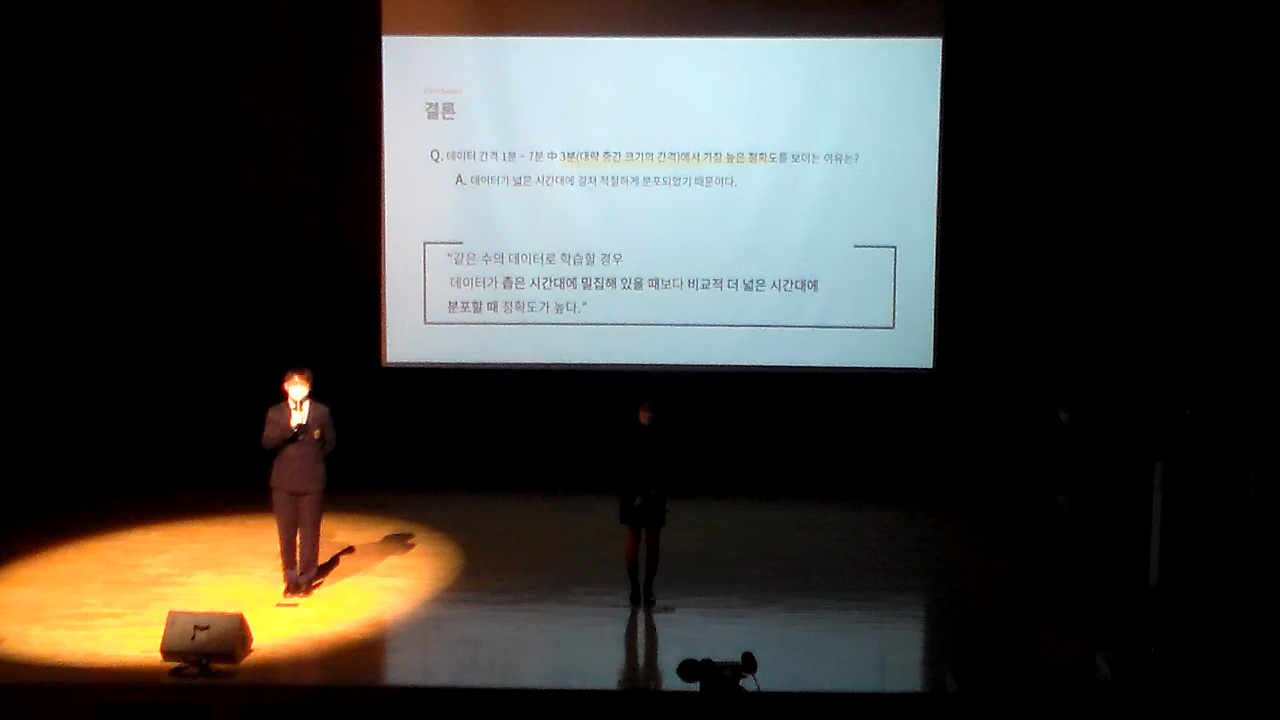 결론
Q. 데이터 간격 1분 ~ 7분 中 3분(대략 중간 크기의 간격)에서 가장 높은 정확도를 보이는 이유는?
A. 데이터가 넓은 시간대에 걸쳐 적절하게 분포되었기 때문이다.
"같은 수의 데이터로 학습할 경우
데이터가 좁은 시간대에 밀집해 있을 때보다 비교적 더 넓은 시간대에
분포할 때 정확도가 높다."